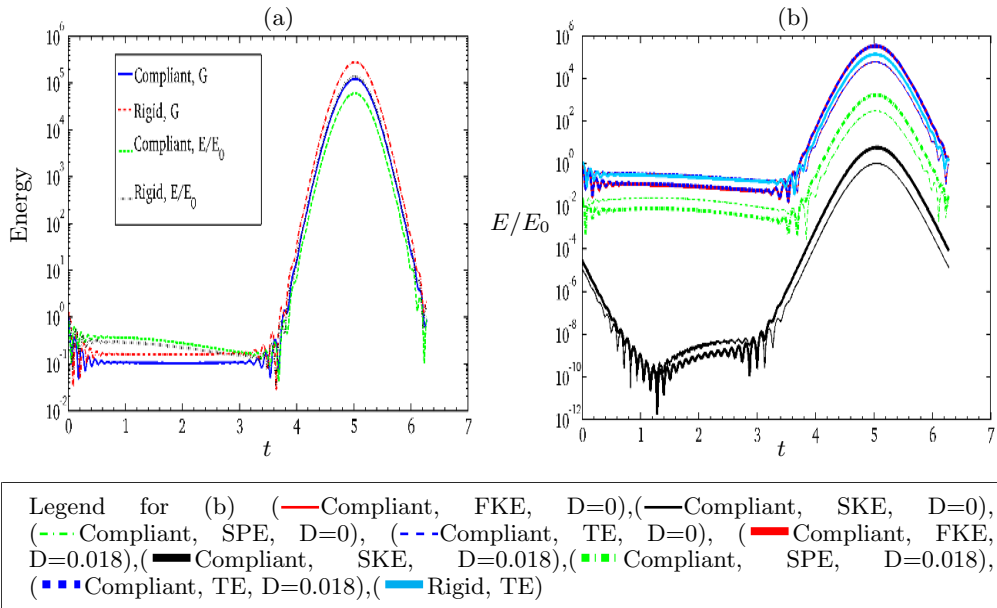 (a)
(b)
Energy
10^6
10^5
10^4
10^3
10^2
10^1
10^0
10^-1
10^-2
0 1 2 3 4 5 6 7
t
Compliant, G
Rigid, G
Compliant, E/E_0
Rigid, E/E_0
E/E_0
10^6
10^4
10^2
10^0
10^-2
10^-4
10^-6
10^-8
10^-10
10^-12
0 1 2 3 4 5 6 7
t
Legend for (b) (Compliant, FKE, D=0),(Compliant, SKE, D=0),
(Compliant, SPE, D=0), (Compliant, TE, D=0), (Compliant, FKE,
D=0.018),(Compliant, SKE, D=0.018),(Compliant, SPE, D=0.018),
(Compliant, TE, D=0.018),(Rigid, TE)